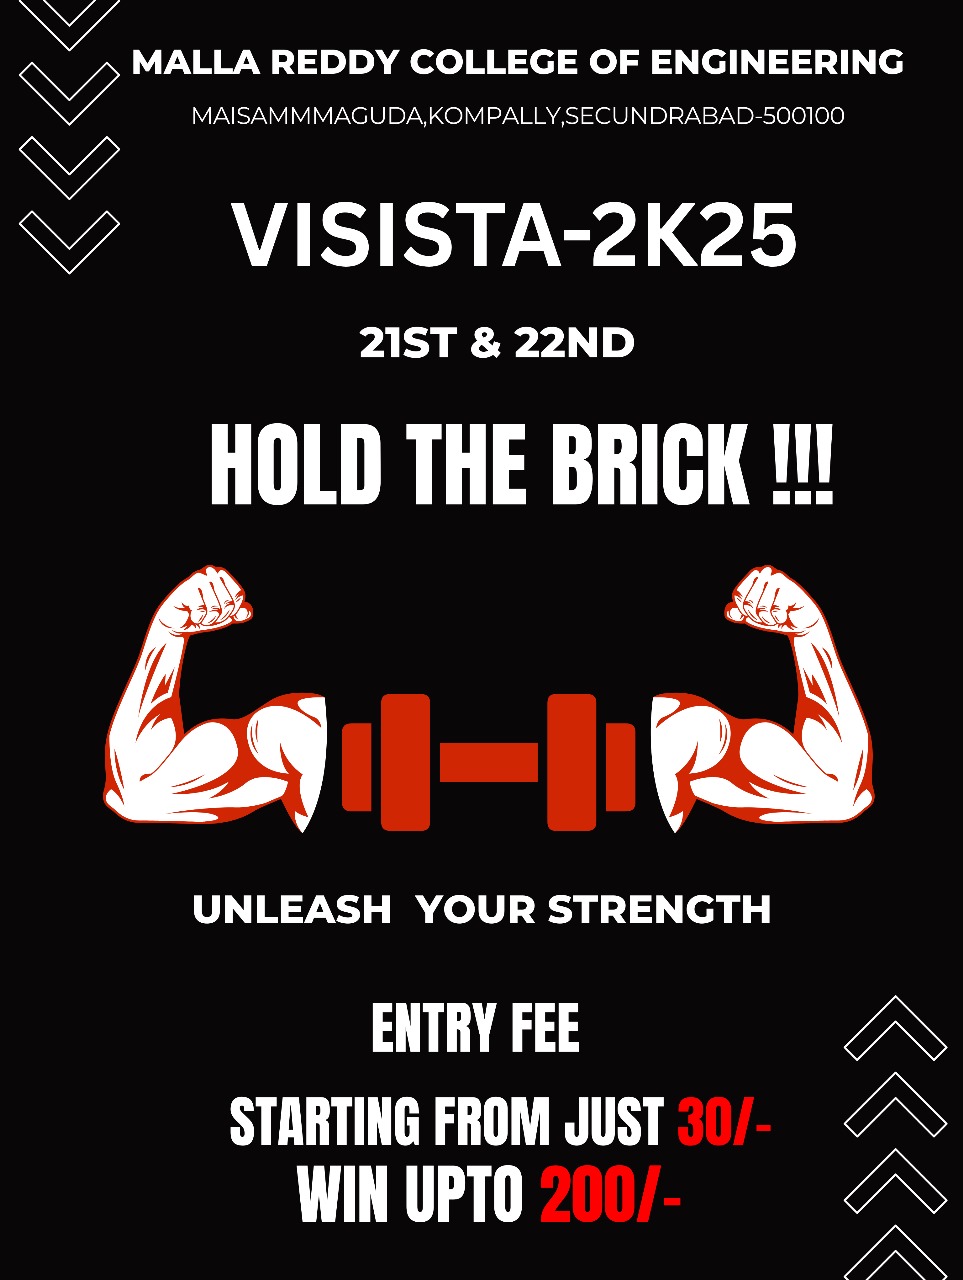 MALLA REDDY COLLEGE OF ENGINEERING
MAISAMMMAGUDA,KOMPALLY,SECUNDRABAD-500100
VISISTA-2K25
21ST & 22ND
HOLD THE BRICK !!!
UNLEASH YOUR STRENGTH
ENTRY FEE
STARTING FROM JUST 30/-
WIN UPTO 200/-